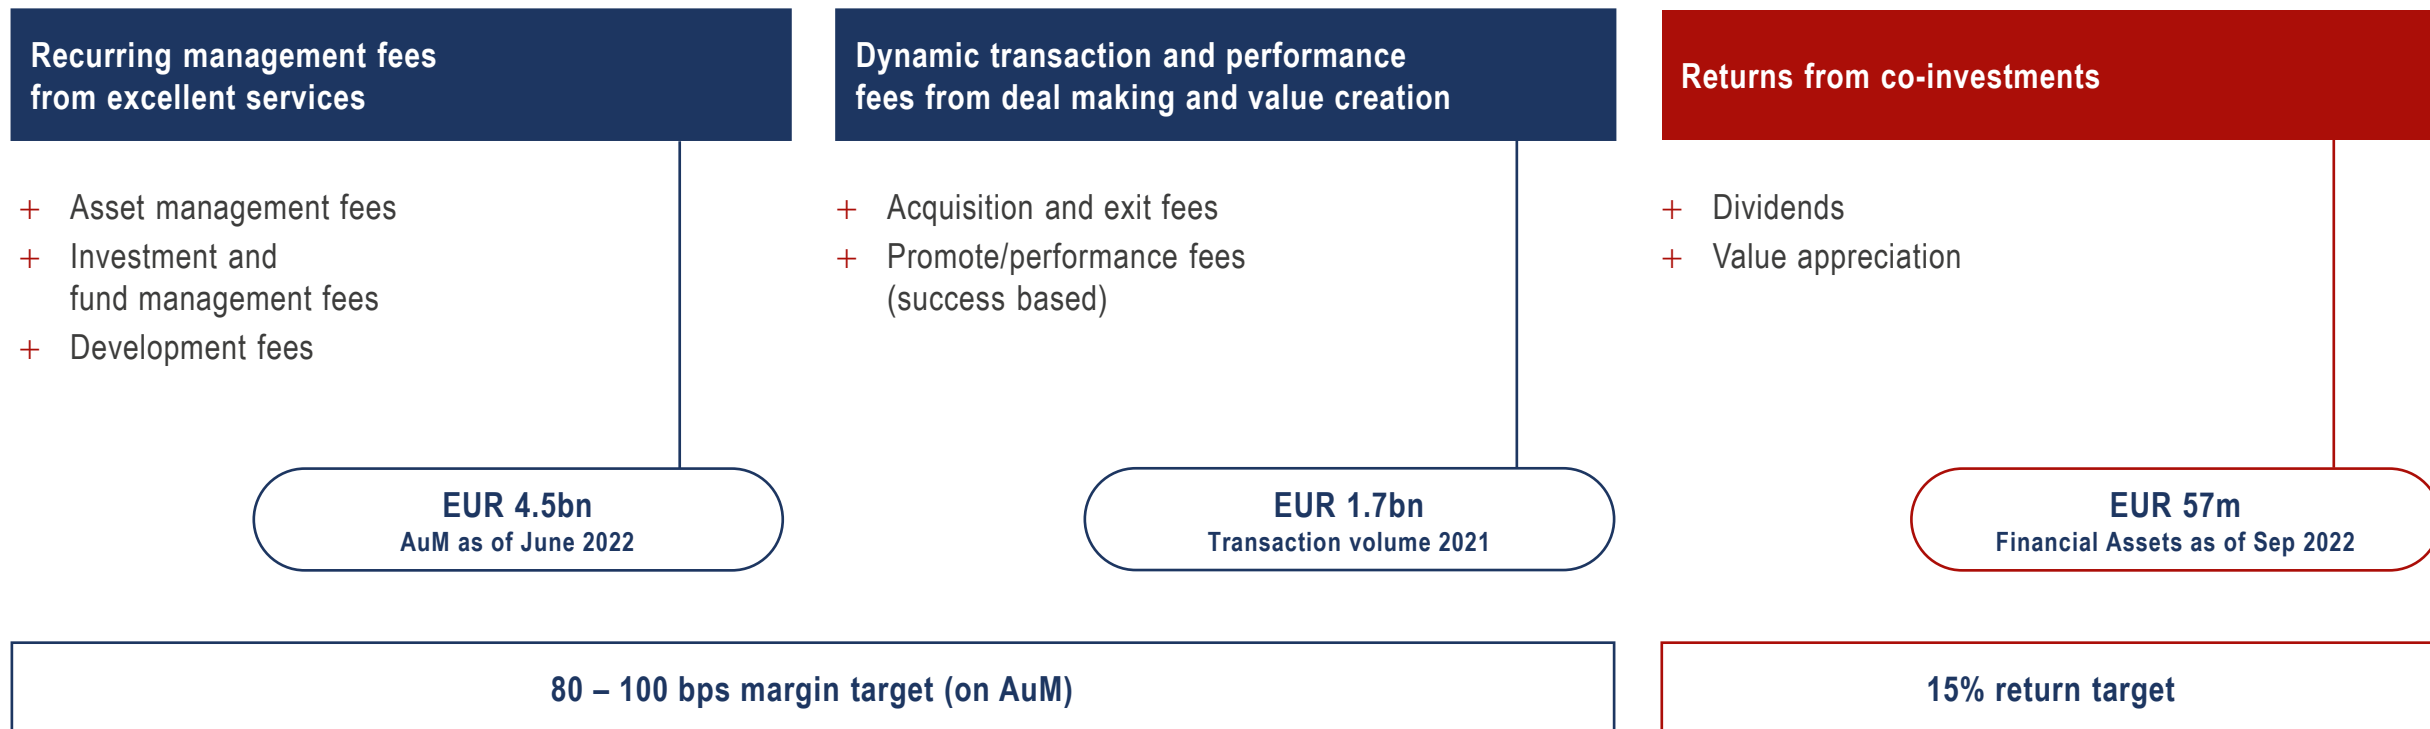 Recurring management fees
from excellent services
+ Asset management fees
+ Investment and
fund management fees
+ Development fees
EUR 4.5bn
AuM as of June 2022
Dynamic transaction and performance
fees from deal making and value creation
+ Acquisition and exit fees
+ Promote/performance fees
(success based)
EUR 1.7bn
Transaction volume 2021
Returns from co-investments
+ Dividends
+ Value appreciation
EUR 57m
Financial Assets as of Sep 2022
80 – 100 bps margin target (on AuM)
15% return target